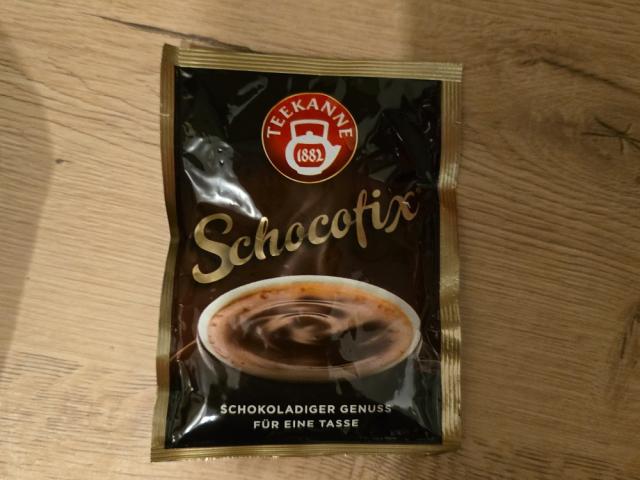 TEEKANNE
1882
Schocofix
SCHOKOLADIGER GENUSS
FÜR EINE TASSE